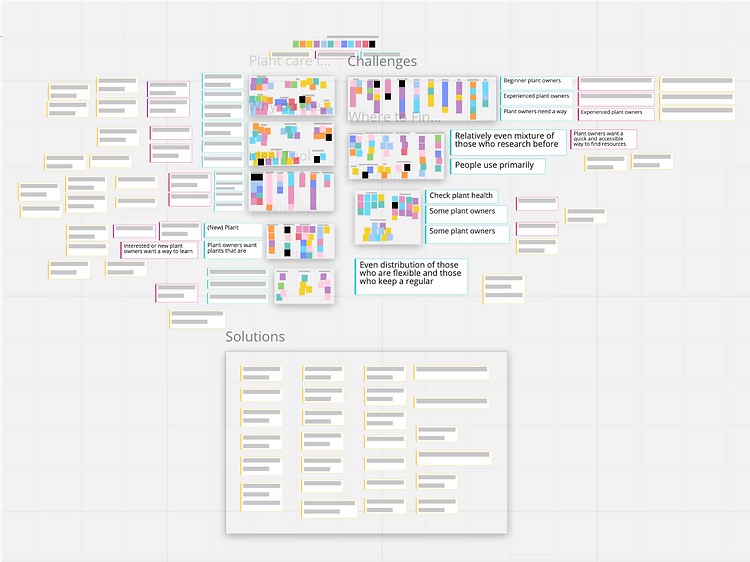 Plant care i...
Challenges
Where to Fin...
Beginner plant owners
Experienced plant owners
Plant owners need a way
Experienced plant owners
Relatively even mixture of
those who research before
People use primarily
Plant owners want a
quick and accessible
way to find resources
Check plant health
Some plant owners
Some plant owners
(New) Plant
Interested or new plant
owners want a way to learn
Plant owners want
plants that are
Even distribution of those
who are flexible and those
who keep a regular
Solutions